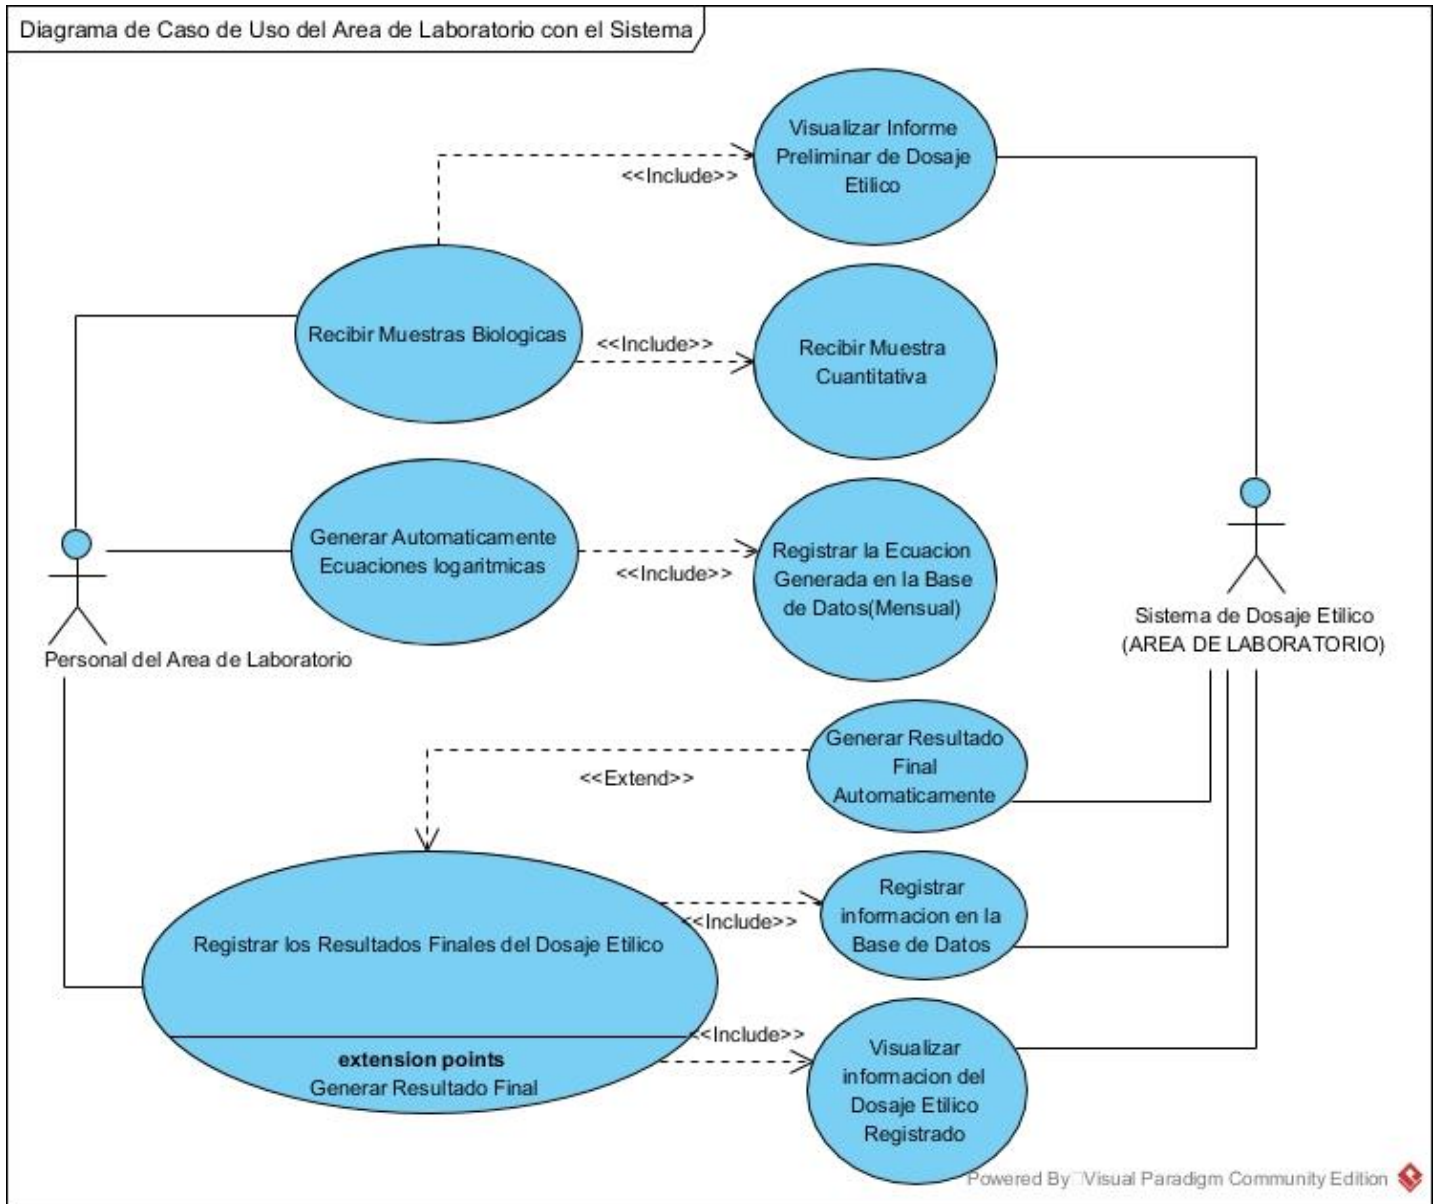 Diagrama de Caso de Uso del Area de Laboratorio con el Sistema
Visualizar Informe
Preliminar de Dosaje
Etilico
<<Include>>
Recibir Muestras Biologicas
<<Include>>
Recibir Muestra
Cuantitativa
Generar Automaticamente
Ecuaciones logaritmicas
<<Include>>
Registrar la Ecuacion
Generada en la Base
de Datos(Mensual)
Personal del Area de Laboratorio
Sistema de Dosaje Etilico
(AREA DE LABORATORIO)
Generar Resultado
Final
Automaticamente
<<Extend>>
Registrar los Resultados Finales del Dosaje Etilico
<<Include>>
Registrar
informacion en la
Base de Datos
extension points
Generar Resultado Final
<<Include>>
Visualizar
informacion del
Dosaje Etilico
Registrado
Powered By Visual Paradigm Community Edition